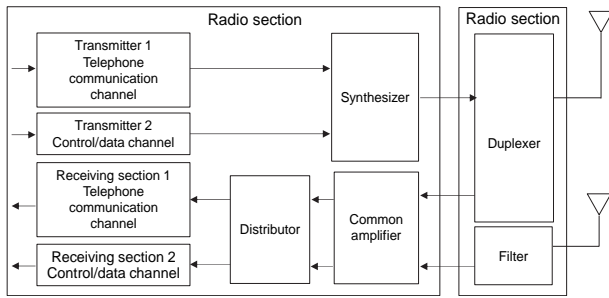 Radio section
Radio section
Transmitter 1
Telephone
communication
channel
Synthesizer
Transmitter 2
Control/data channel
Duplexer
Receiving section 1
Telephone
communication
channel
Distributor
Common
amplifier
Receiving section 2
Control/data channel
Filter